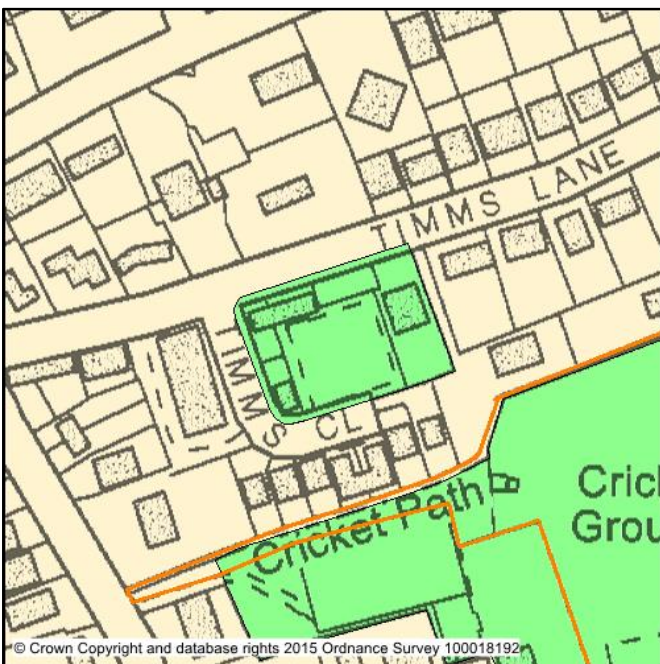 TIMMS LANE
TIMMS CL
Cricket Path
Crick
Grou
© Crown Copyright and database rights 2015 Ordnance Survey 100018192